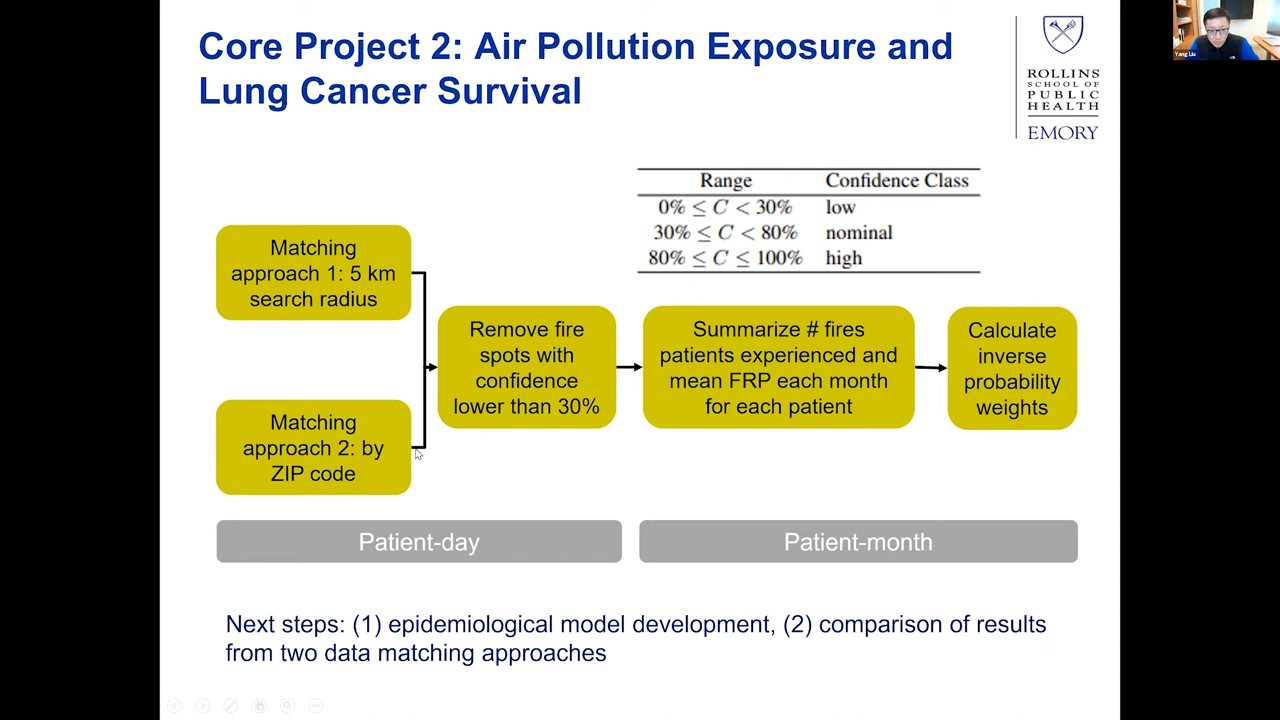 Core Project 2: Air Pollution Exposure and
Lung Cancer Survival
ROLLINS
SCHOOL OF
PUBLIC
HEALTH
EMORY
Yang Liu
Range Confidence Class
0% ≤ C < 30% low
30% ≤ C < 80% nominal
80% ≤ C ≤ 100% high
Matching
approach 1: 5 km
search radius
Matching
approach 2: by
ZIP code
Remove fire
spots with
confidence
lower than 30%
Summarize # fires
patients experienced and
mean FRP each month
for each patient
Calculate
inverse
probability
weights
Patient-day
Patient-month
Next steps: (1) epidemiological model development, (2) comparison of results
from two data matching approaches